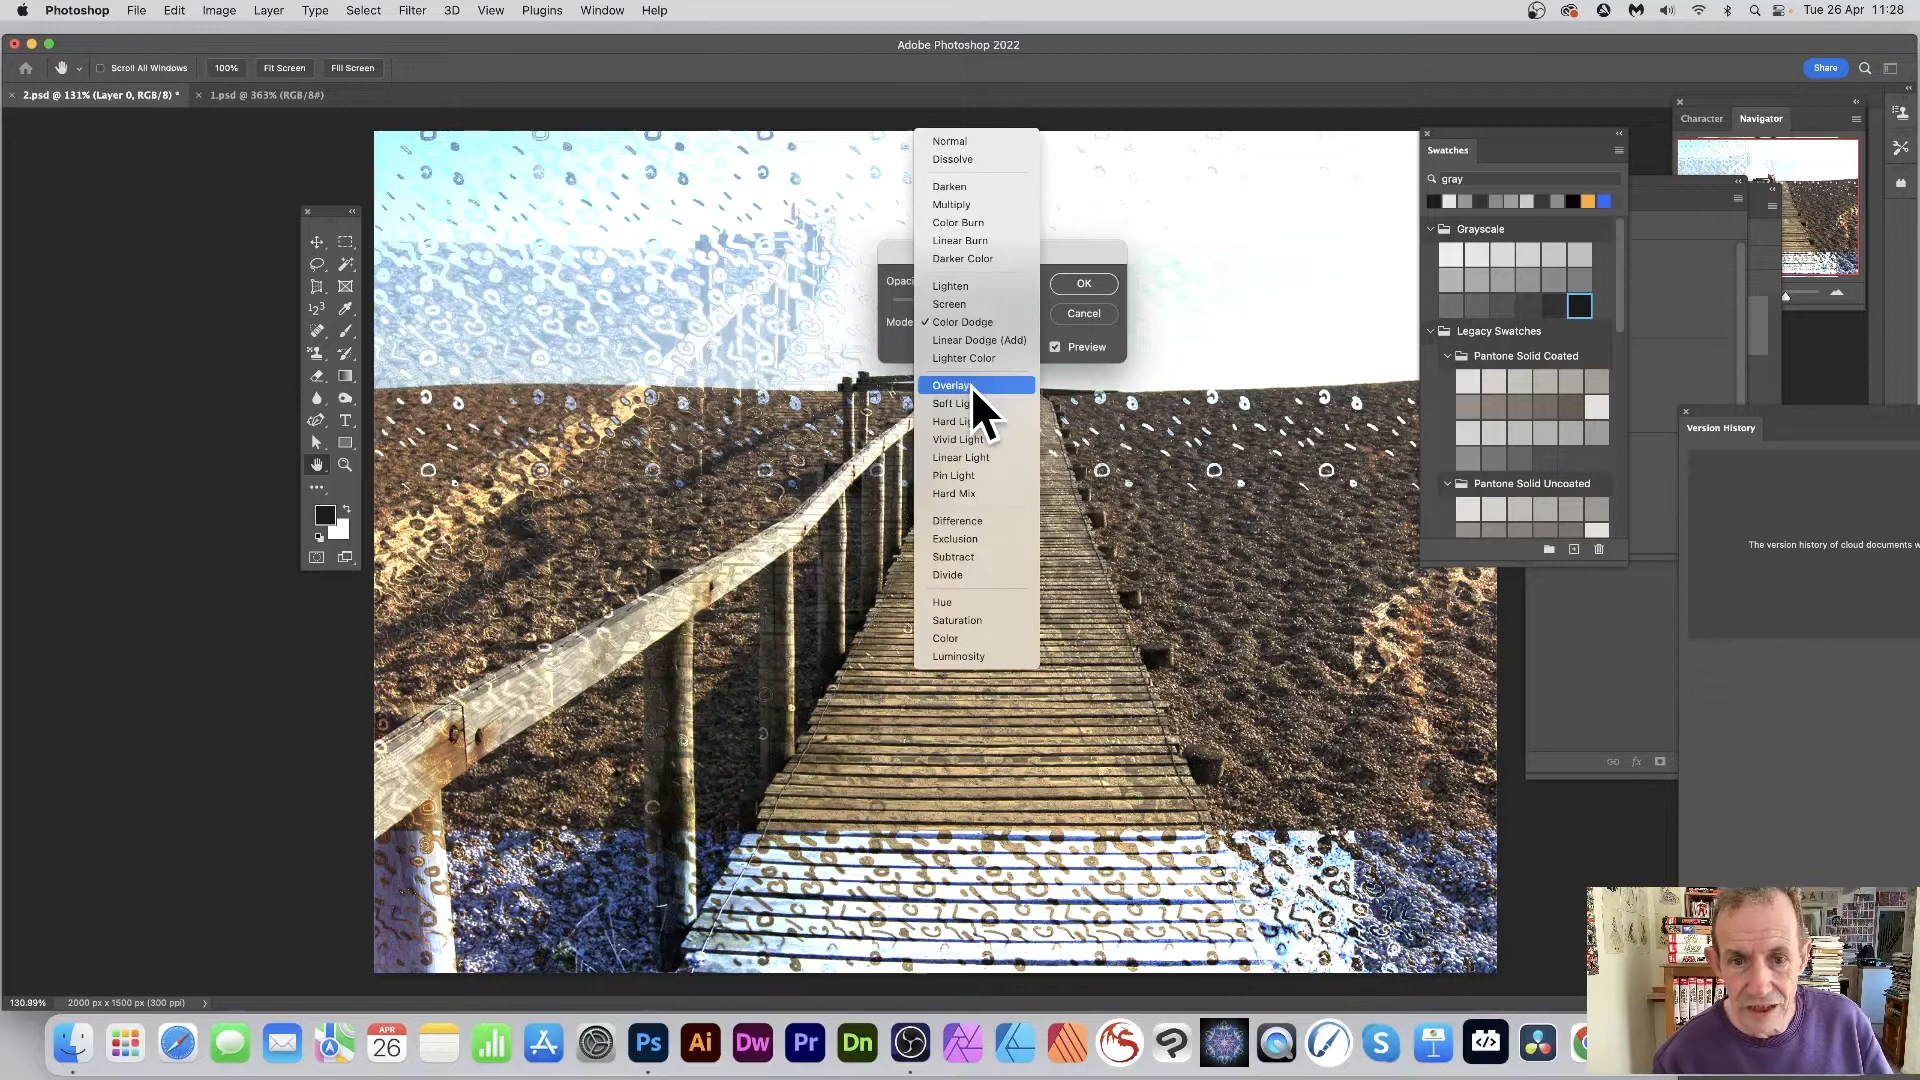 Photoshop File Edit Image Layer Type Select Filter 3D View Plugins Window Help
Tue 26 Apr 11:28
Adobe Photoshop 2022
Scroll All Windows 100% Fit Screen Fill Screen
Share
2.psd @ 131% (Layer 0, RGB/8) *
1.psd @ 363% (RGB/8#)
Character Navigator
Swatches
gray
Grayscale
Legacy Swatches
Pantone Solid Coated
Pantone Solid Uncoated
Version History
The version history of cloud documents w
Normal
Dissolve
Darken
Multiply
Color Burn
Linear Burn
Darker Color
Lighten
Screen
Color Dodge
Linear Dodge (Add)
Lighter Color
Overlay
Soft Lig
Hard Lig
Vivid Light
Linear Light
Pin Light
Hard Mix
Difference
Exclusion
Subtract
Divide
Hue
Saturation
Color
Luminosity
Opaci
Mode
OK
Cancel
Preview
123
T
fx
130.99% 2000 px x 1500 px (300 ppi)
APR
26
Ps Ai Dw Pr Dn